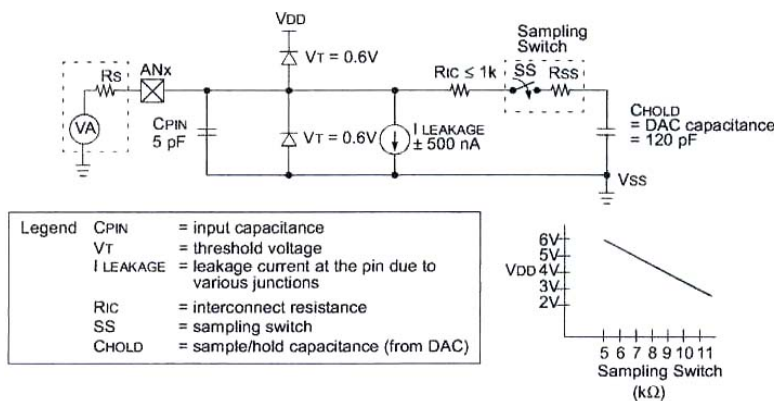 VDD
Sampling
Switch
VT = 0.6V
RS
ANx
RIC ≤ 1k
SS
RSS
VA
CPIN
5 pF
VT = 0.6V
I LEAKAGE
± 500 nA
CHOLD
= DAC capacitance
= 120 pF
VSS
Legend CPIN = input capacitance
VT = threshold voltage
I LEAKAGE = leakage current at the pin due to
various junctions
RIC = interconnect resistance
SS = sampling switch
CHOLD = sample/hold capacitance (from DAC)
6V
5V
VDD 4V
3V
2V
5 6 7 8 9 10 11
Sampling Switch
(kΩ)